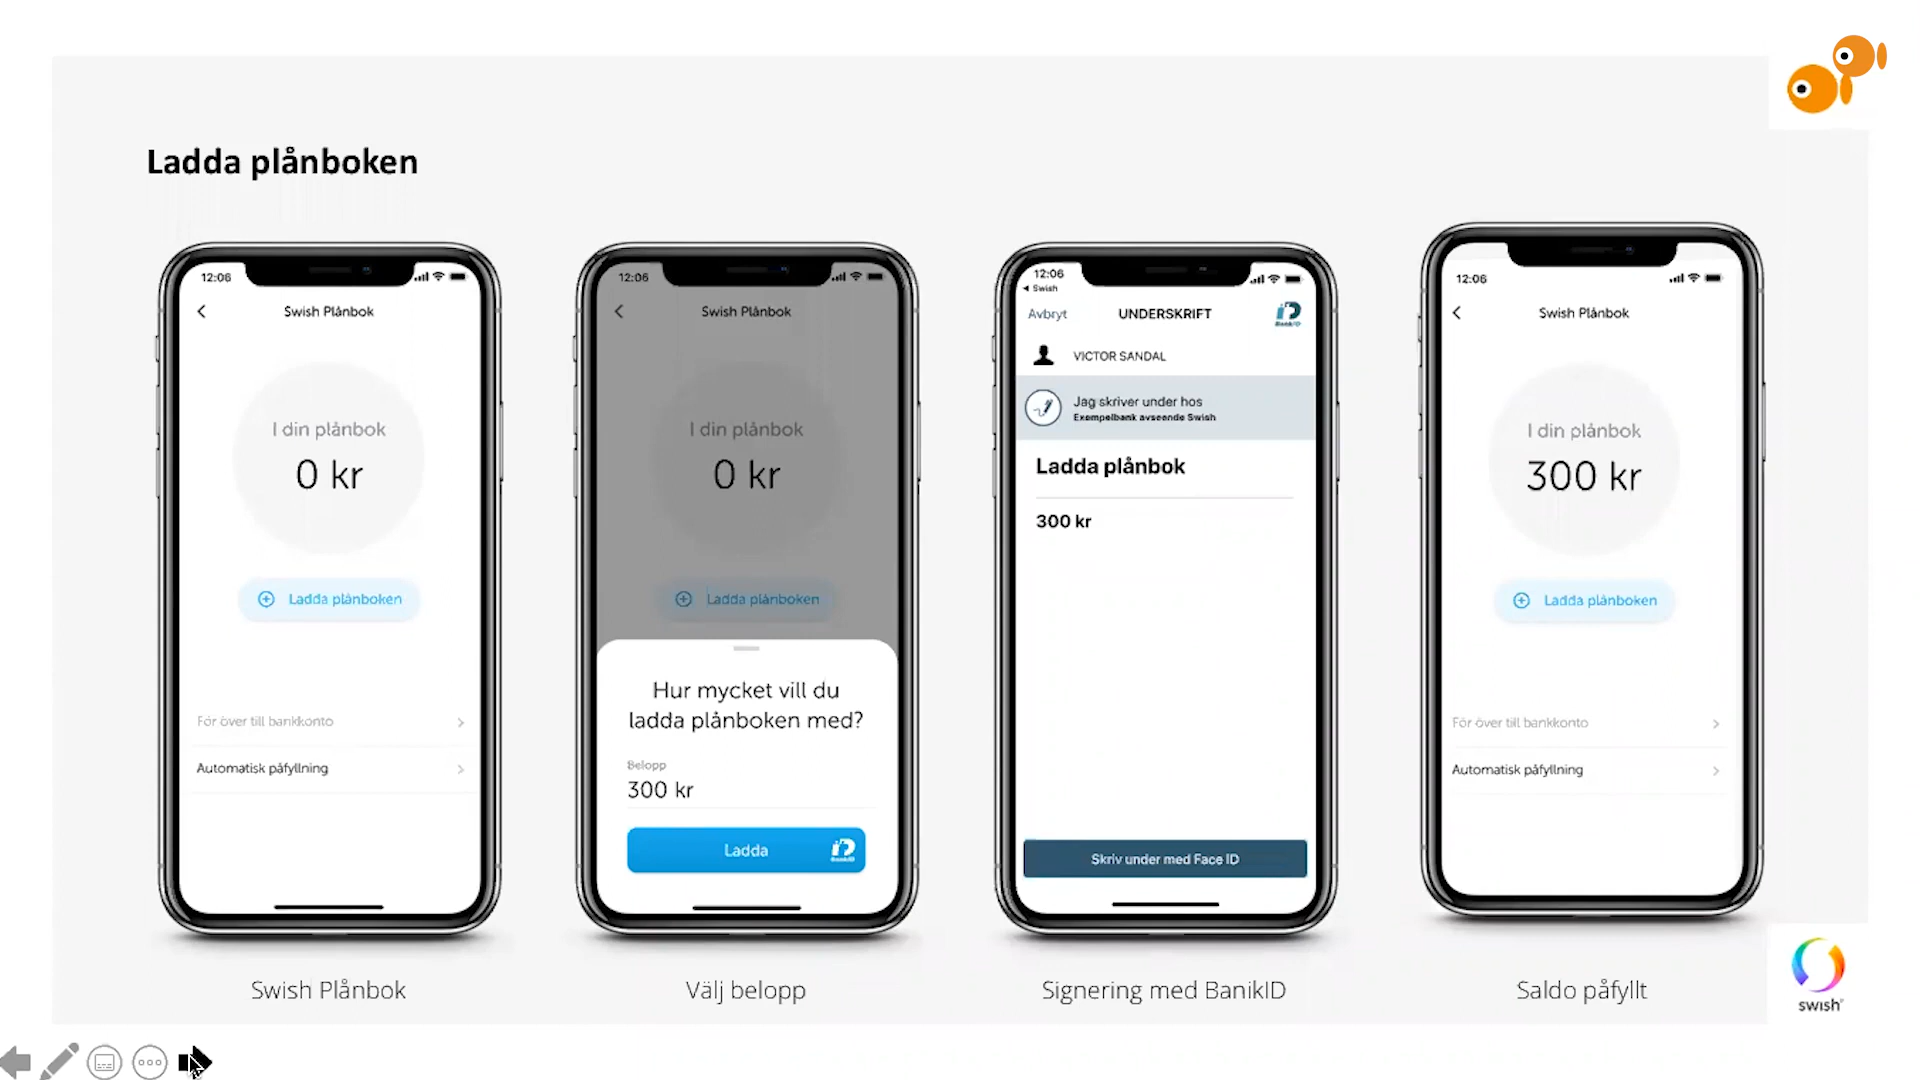 Ladda plånboken
12:06
Swish Plånbok
I din plånbok
0 kr
Ladda plånboken
För över till bankkonto
Automatisk påfyllning
Swish Plånbok
12:06
Swish Plånbok
I din plånbok
0 kr
Ladda plånboken
Hur mycket vill du
ladda plånboken med?
Belopp
300 kr
Ladda
BankID
Välj belopp
12:06
Swish
Avbryt
UNDERSKRIFT
BankID
VICTOR SANDAL
Jag skriver under hos
Exempelbank avseende Swish
Ladda plånbok
300 kr
Skriv under med Face ID
Signering med BanikID
12:06
Swish Plånbok
I din plånbok
300 kr
Ladda plånboken
För över till bankkonto
Automatisk påfyllning
Saldo påfyllt
swish